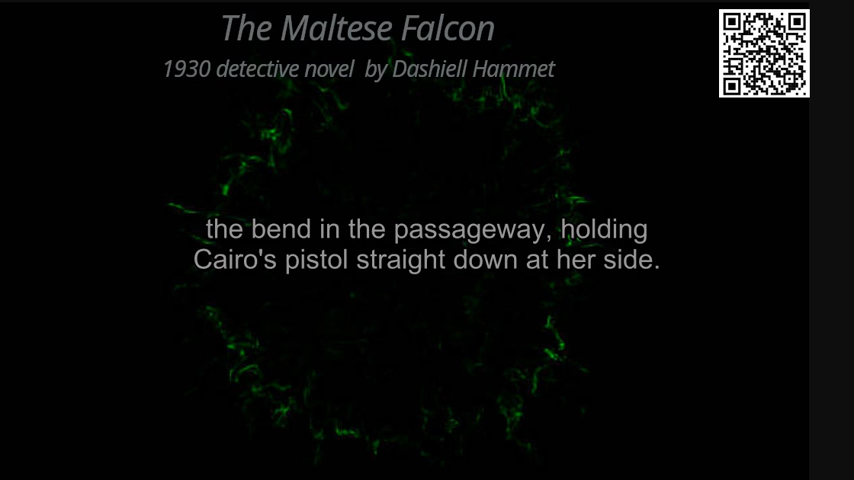 The Maltese Falcon
1930 detective novel by Dashiell Hammet
the bend in the passageway, holding
Cairo's pistol straight down at her side.